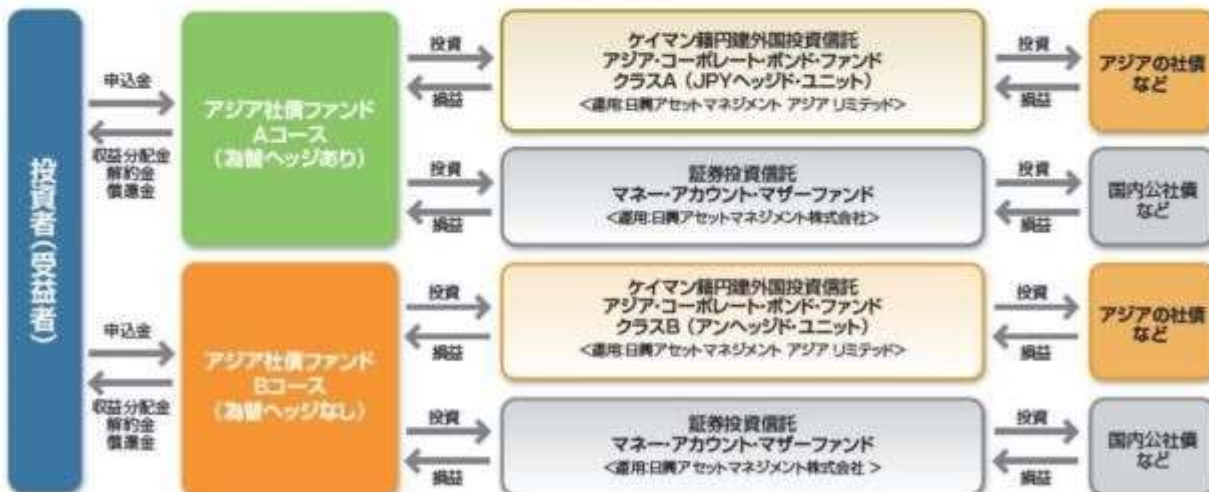 投資者(受益者)
申込金
収益分配金
解約金
償還金
アジア社債ファンド
Aコース
(為替ヘッジあり)
投資
損益
ケイマン籍円建外国投資信託
アジア・コーポレート・ボンド・ファンド
クラスA (JPYヘッジド・ユニット)
<運用:日興アセットマネジメント アジア リミテッド>
投資
損益
アジアの社債
など
投資
損益
証券投資信託
マネー・アカウント・マザーファンド
<運用:日興アセットマネジメント株式会社>
投資
損益
国内公社債
など
申込金
収益分配金
解約金
償還金
アジア社債ファンド
Bコース
(為替ヘッジなし)
投資
損益
ケイマン籍円建外国投資信託
アジア・コーポレート・ボンド・ファンド
クラスB (アンヘッジド・ユニット)
<運用:日興アセットマネジメント アジア リミテッド>
投資
損益
アジアの社債
など
投資
損益
証券投資信託
マネー・アカウント・マザーファンド
<運用:日興アセットマネジメント株式会社 >
投資
損益
国内公社債
など